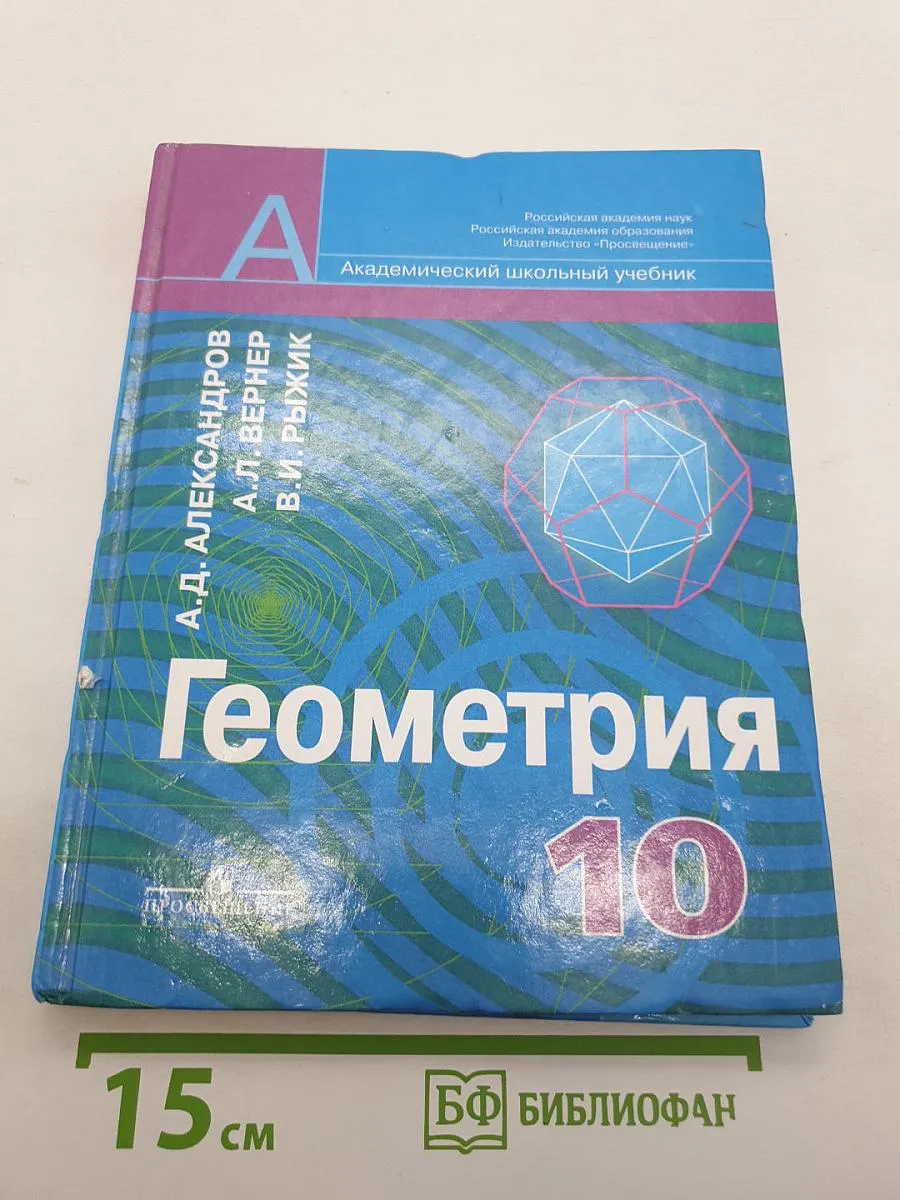 А
Российская академия наук
Российская академия образования
Издательство «Просвещение»
Академический школьный учебник
А.Д. АЛЕКСАНДРОВ
А.Л. ВЕРНЕР
В.И. РЫЖИК
Геометрия
10
ПРОСВЕЩЕНИЕ
15 см
БФ БИБЛИОФАН